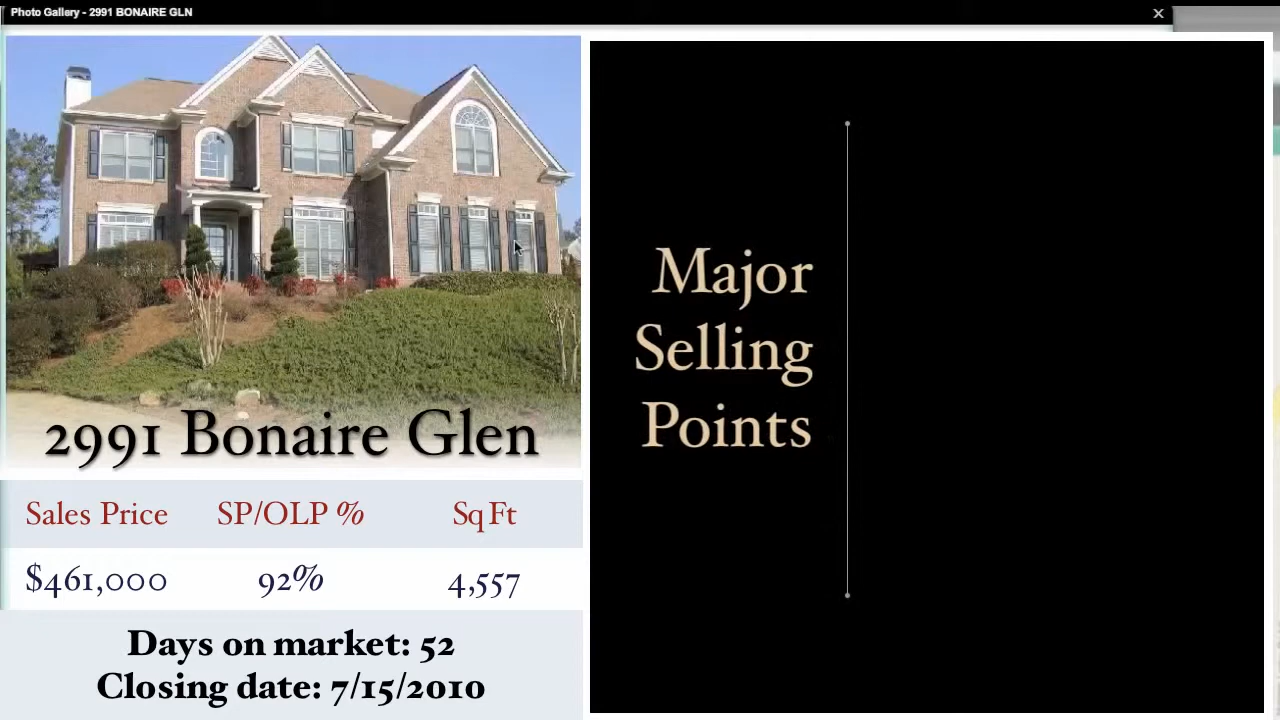 Photo Gallery - 2991 BONAIRE GLN
2991 Bonaire Glen
Sales Price SP/OLP % Sq Ft
$461,000 92% 4,557
Days on market: 52
Closing date: 7/15/2010
Major
Selling
Points